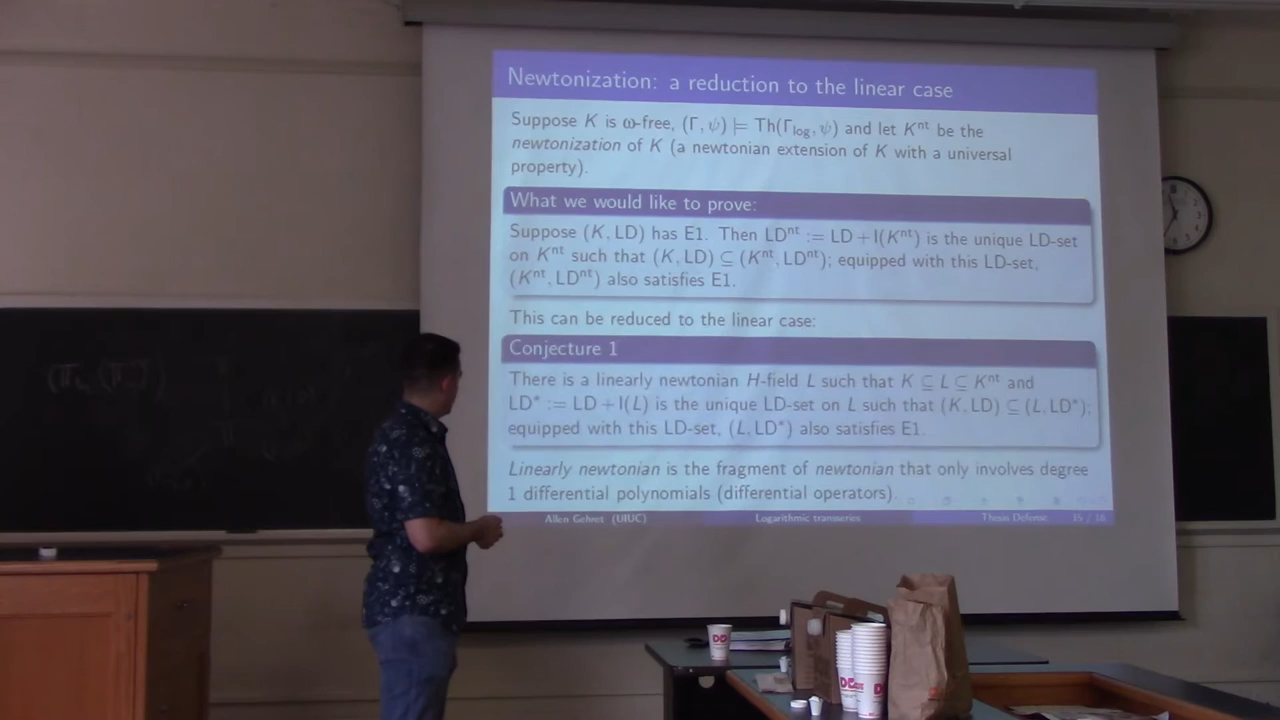 Newtonization: a reduction to the linear case
Suppose K is ω-free, (Γ, ψ) ⊨ Th(Γlog, ψ) and let Kⁿᵗ be the
newtonization of K (a newtonian extension of K with a universal
property).
What we would like to prove:
Suppose (K, LD) has E1. Then LDⁿᵗ := LD + I(Kⁿᵗ) is the unique LD-set
on Kⁿᵗ such that (K, LD) ⊆ (Kⁿᵗ, LDⁿᵗ); equipped with this LD-set,
(Kⁿᵗ, LDⁿᵗ) also satisfies E1.
This can be reduced to the linear case:
Conjecture 1
There is a linearly newtonian H-field L such that K ⊆ L ⊆ Kⁿᵗ and
LD* := LD + I(L) is the unique LD-set on L such that (K, LD) ⊆ (L, LD*);
equipped with this LD-set, (L, LD*) also satisfies E1.
Linearly newtonian is the fragment of newtonian that only involves degree
1 differential polynomials (differential operators)
Allen Gehret (UIUC) Logarithmic transseries Thesis Defense 15 / 16
DD